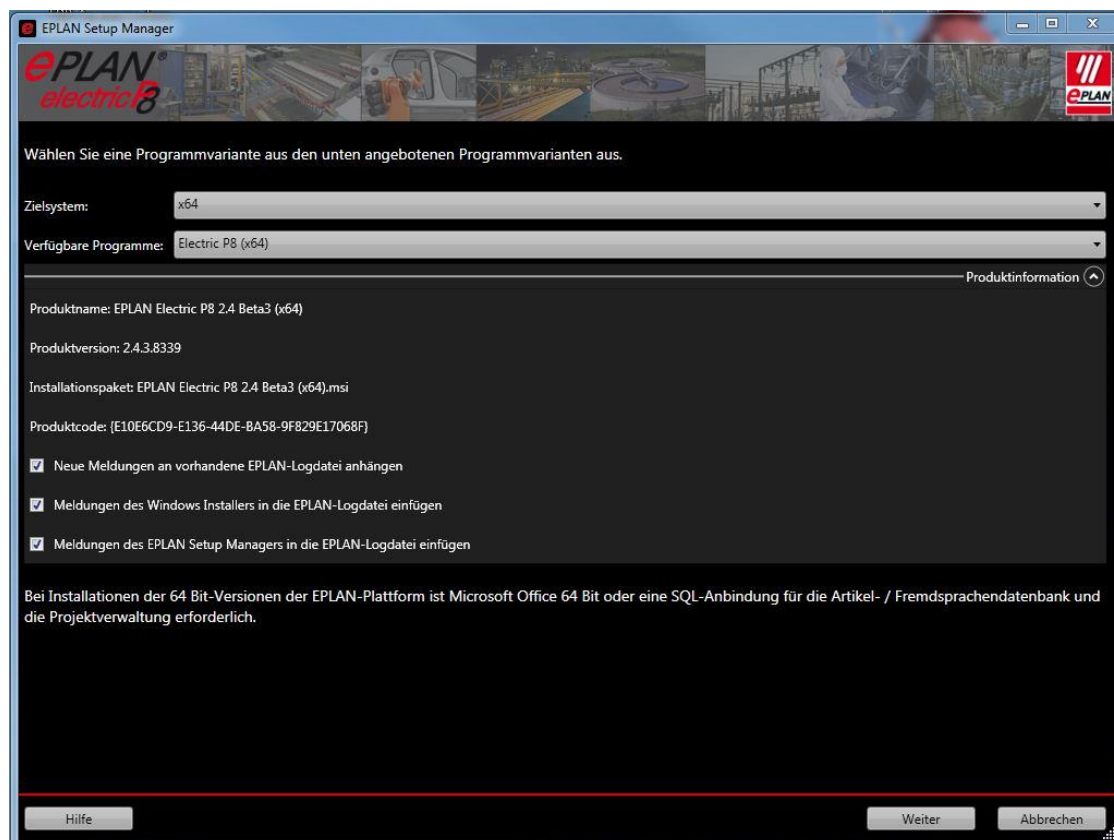 EPLAN Setup Manager
ePLAN®
electric P8
ePLAN
Wählen Sie eine Programmvariante aus den unten angebotenen Programmvarianten aus.
Zielsystem: x64
Verfügbare Programme: Electric P8 (x64)
Produktinformation
Produktname: EPLAN Electric P8 2.4 Beta3 (x64)
Produktversion: 2.4.3.8339
Installationspaket: EPLAN Electric P8 2.4 Beta3 (x64).msi
Produktcode: {E10E6CD9-E136-44DE-BA58-9F829E17068F}
Neue Meldungen an vorhandene EPLAN-Logdatei anhängen
Meldungen des Windows Installers in die EPLAN-Logdatei einfügen
Meldungen des EPLAN Setup Managers in die EPLAN-Logdatei einfügen
Bei Installationen der 64 Bit-Versionen der EPLAN-Plattform ist Microsoft Office 64 Bit oder eine SQL-Anbindung für die Artikel- / Fremdsprachendatenbank und
die Projektverwaltung erforderlich.
Hilfe Weiter Abbrechen